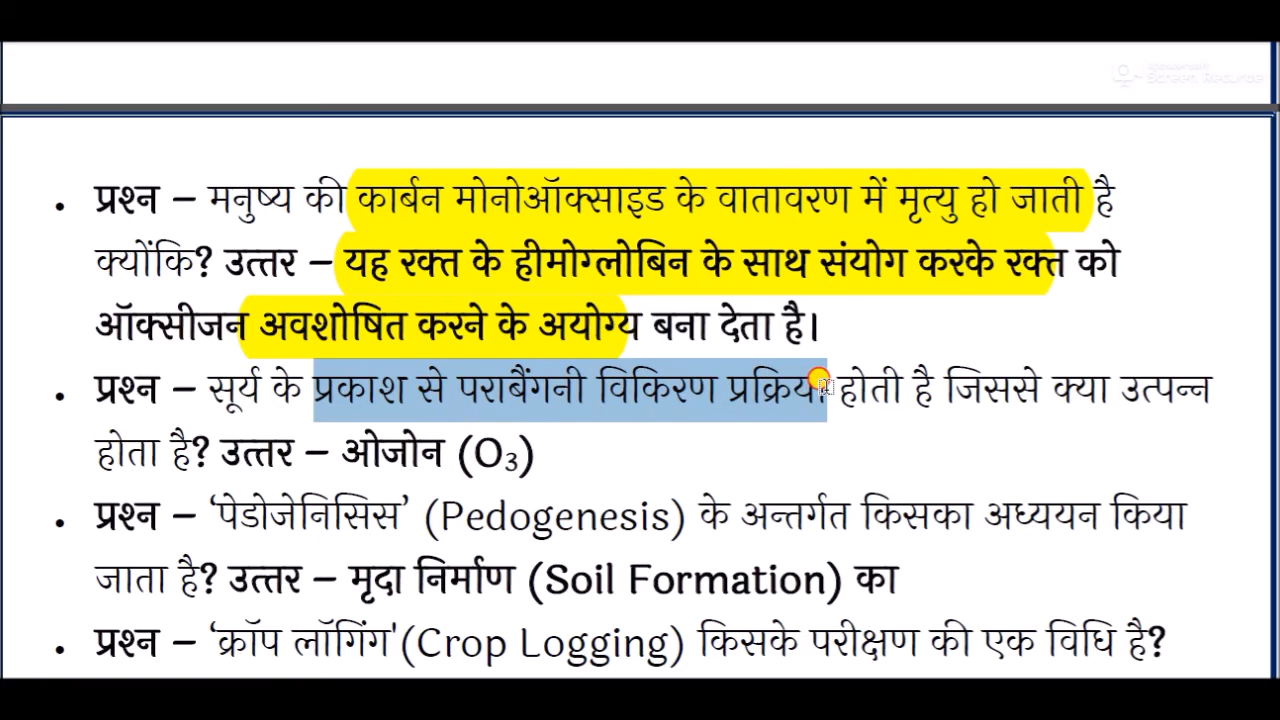 Screen Recorder
• प्रश्न – मनुष्य की कार्बन मोनोऑक्साइड के वातावरण में मृत्यु हो जाती है
क्योंकि? उत्तर – यह रक्त के हीमोग्लोबिन के साथ संयोग करके रक्त को
ऑक्सीजन अवशोषित करने के अयोग्य बना देता है।
• प्रश्न – सूर्य के प्रकाश से पराबैंगनी विकिरण प्रक्रिया होती है जिससे क्या उत्पन्न
होता है? उत्तर – ओजोन (O₃)
• प्रश्न – ‘पेडोजेनिसिस’ (Pedogenesis) के अन्तर्गत किसका अध्ययन किया
जाता है? उत्तर – मृदा निर्माण (Soil Formation) का
• प्रश्न – ‘क्रॉप लॉगिंग'(Crop Logging) किसके परीक्षण की एक विधि है?